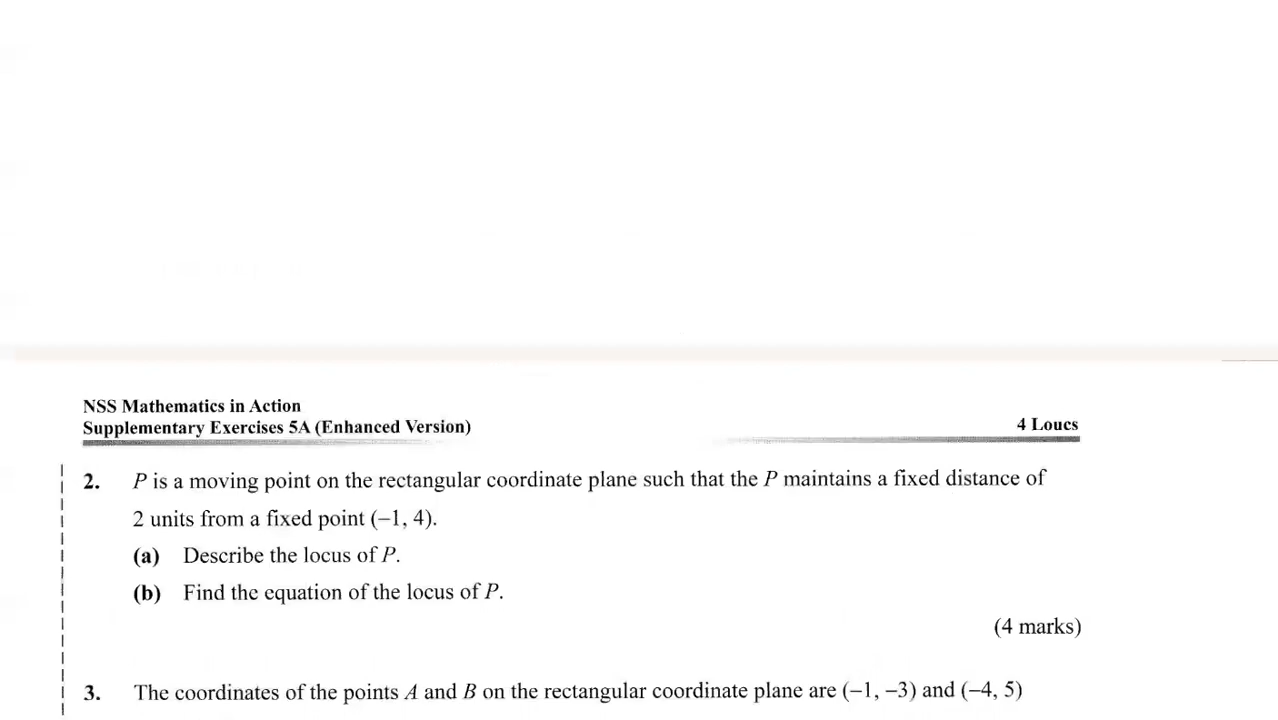 NSS Mathematics in Action
Supplementary Exercises 5A (Enhanced Version)
4 Loucs
2. P is a moving point on the rectangular coordinate plane such that the P maintains a fixed distance of
2 units from a fixed point (−1, 4).
(a) Describe the locus of P.
(b) Find the equation of the locus of P.
(4 marks)
3. The coordinates of the points A and B on the rectangular coordinate plane are (−1, −3) and (−4, 5)